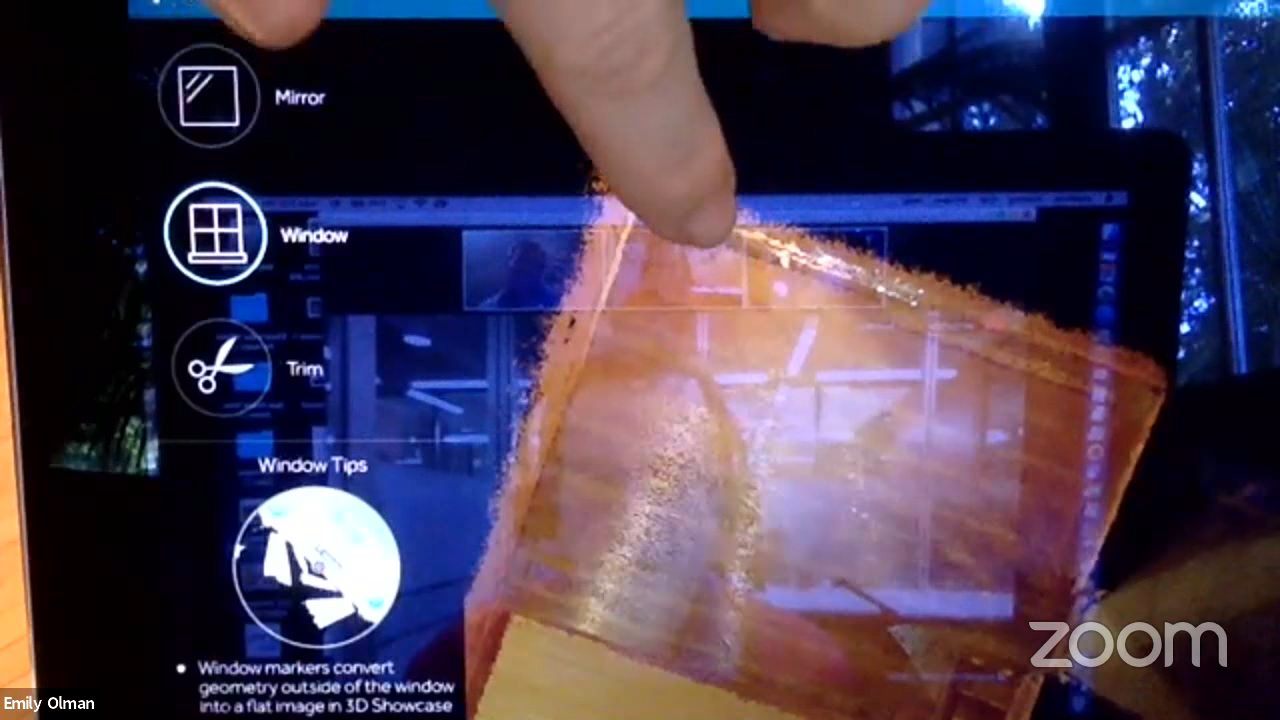 Mirror
Window
Trim
Window Tips
• Window markers convert
geometry outside of the window
into a flat image in 3D Showcase
zoom
Emily Olman